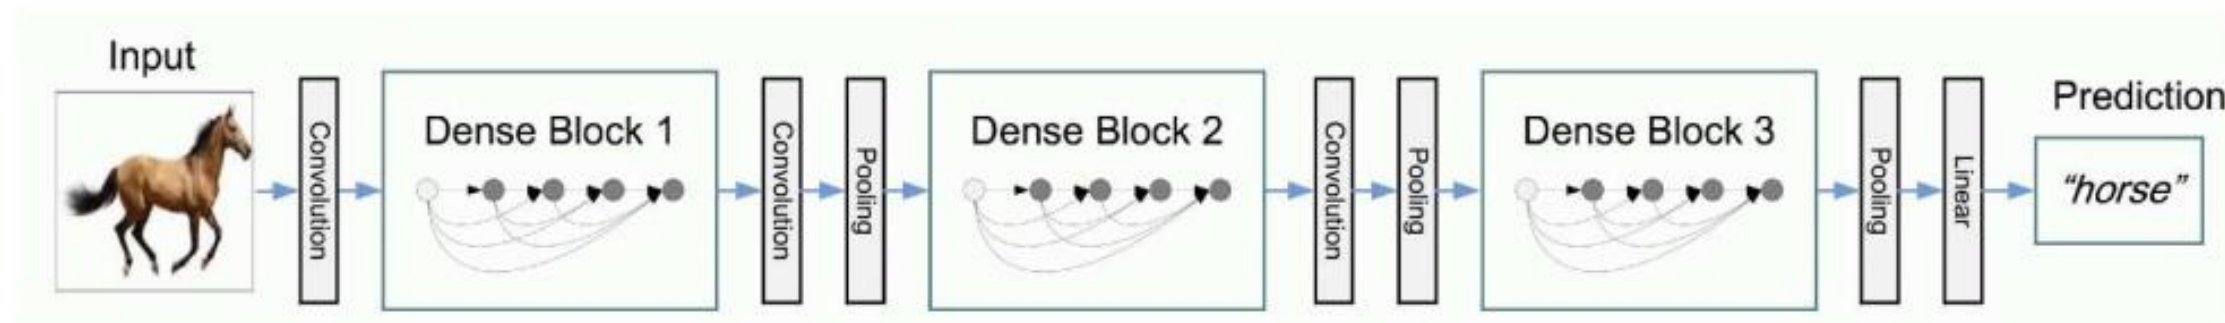 Input
Convolution
Dense Block 1
Convolution
Pooling
Dense Block 2
Convolution
Pooling
Dense Block 3
Pooling
Linear
Prediction
“horse”